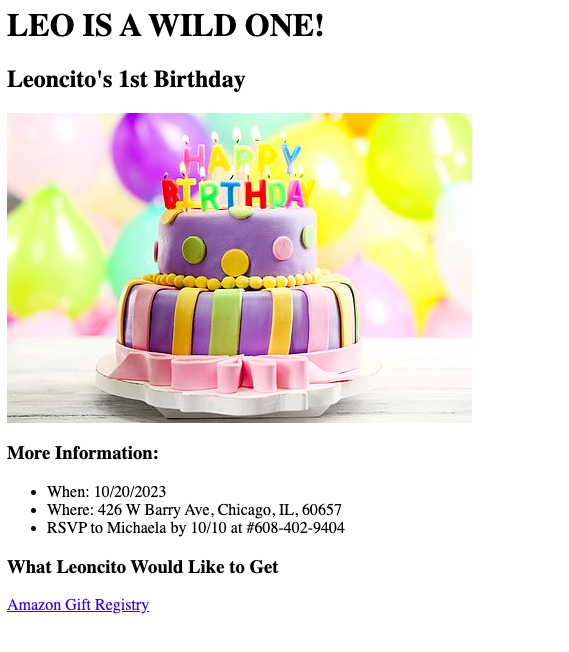 LEO IS A WILD ONE!
Leoncito's 1st Birthday
HAPPY
BIRTHDAY
More Information:
When: 10/20/2023
Where: 426 W Barry Ave, Chicago, IL, 60657
RSVP to Michaela by 10/10 at #608-402-9404
What Leoncito Would Like to Get
Amazon Gift Registry